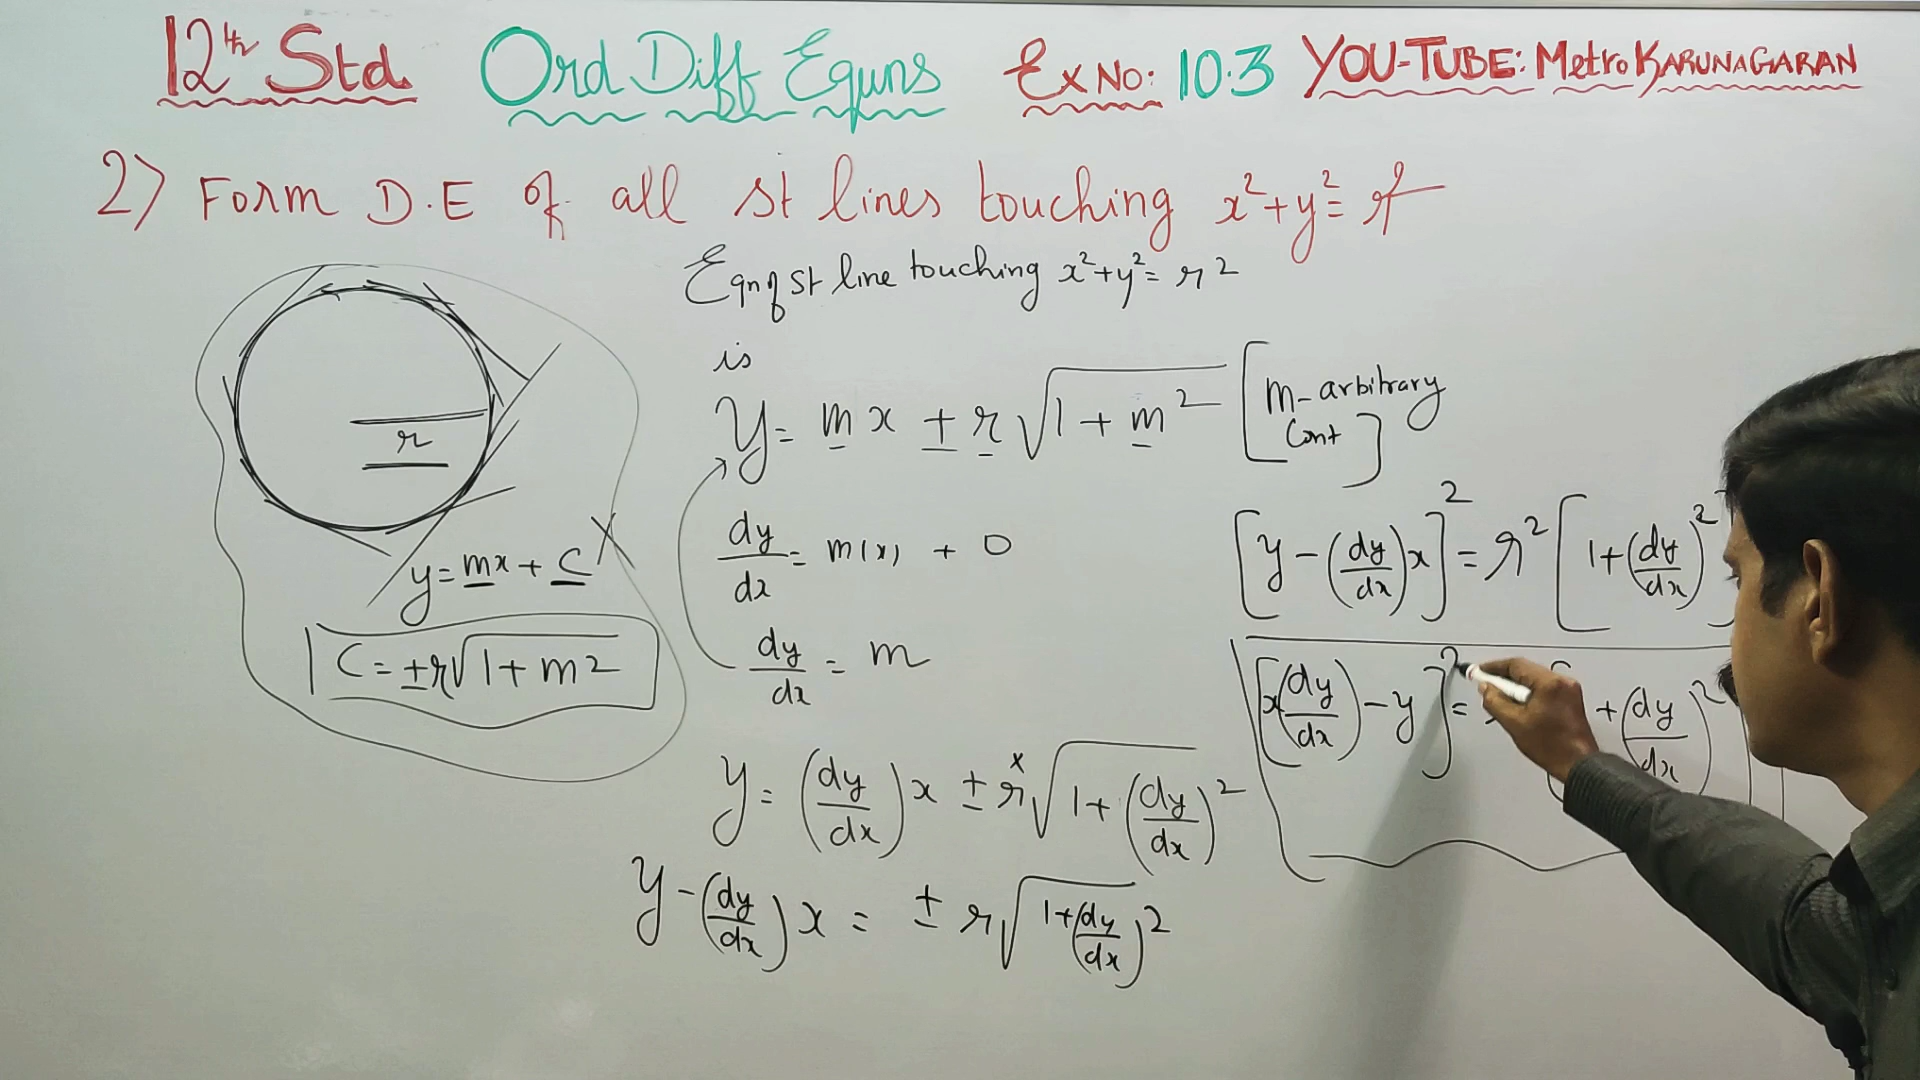 12th Std Ord Diff Equns Ex No: 10.3 YOU-TUBE: Metro KARUNAGARAN
2) Form D.E of all st lines touching x²+y²= r²
Eqn of st line touching x²+y²= r²
is
y = mx ± r√(1+m²) [m-arbitrary
Cont]
r
y = mx + c
C = ±r√(1+m²)
dy/dx = m(1) + 0
dy/dx = m
y = (dy/dx)x ± r√(1+(dy/dx)²)
y-(dy/dx)x = ± r√(1+(dy/dx)²)
[y-(dy/dx)x]² = r²[1+(dy/dx)²
[x(dy/dx)-y]² = +(dy/dx)²